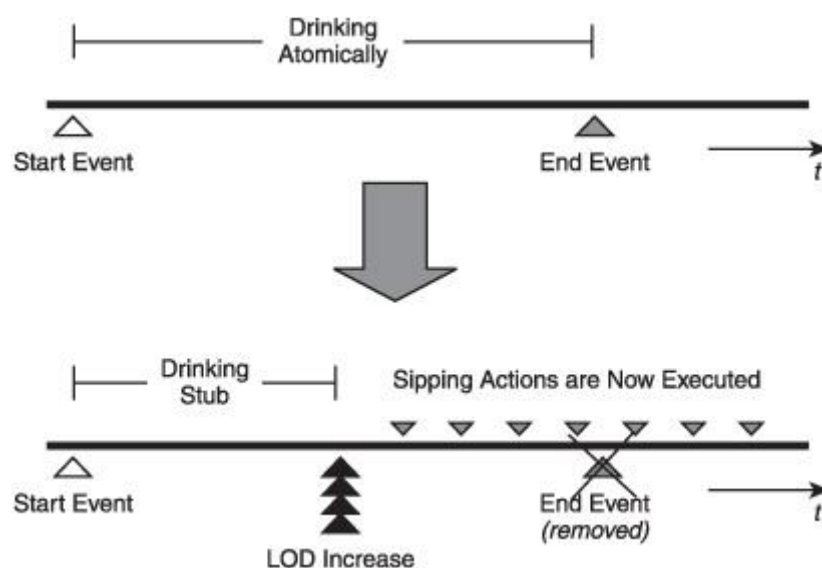 Drinking
Atomically
Start Event
End Event
t
Drinking
Stub
Sipping Actions are Now Executed
Start Event
LOD Increase
End Event
(removed)
t